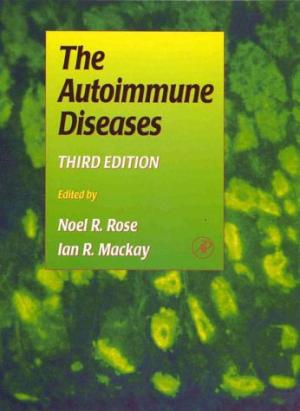 The
Autoimmune
Diseases
THIRD EDITION
Edited by
Noel R. Rose
Ian R. Mackay